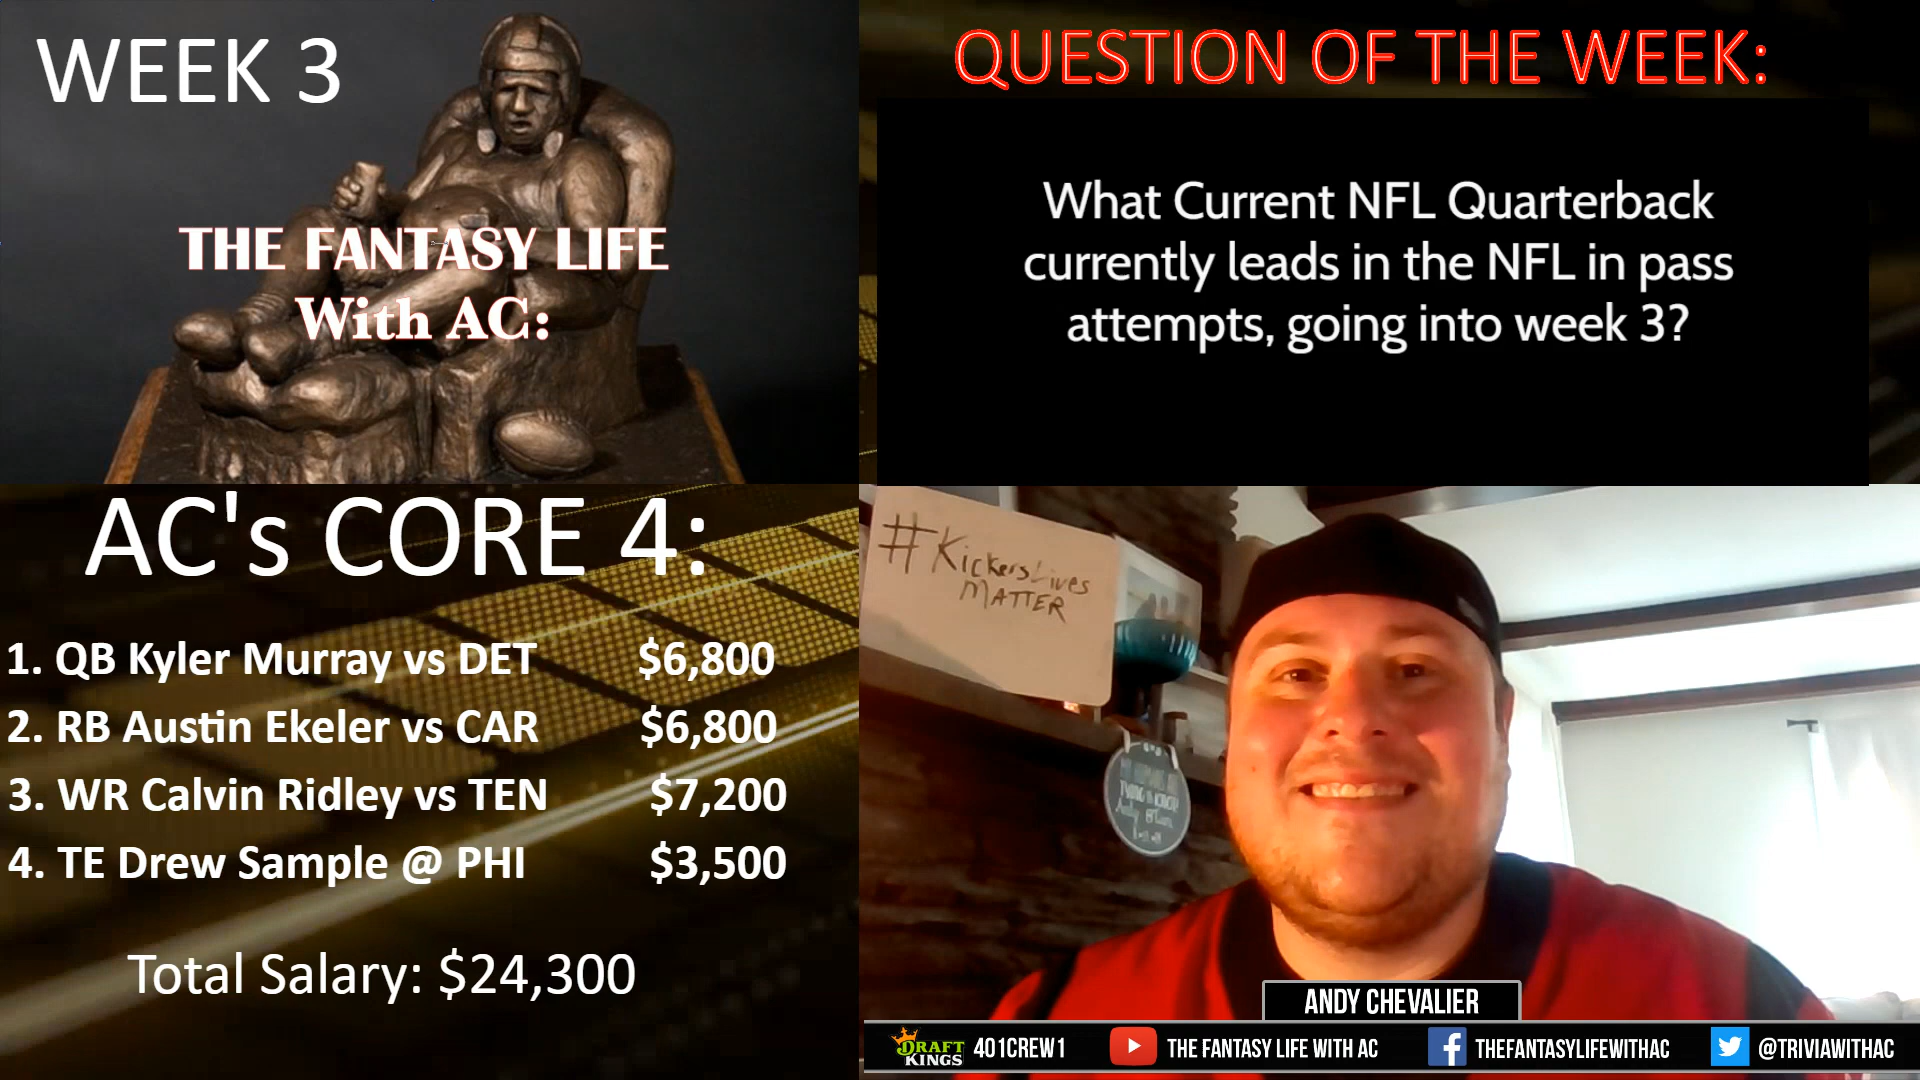 WEEK 3
THE FANTASY LIFE
With AC:
QUESTION OF THE WEEK:
What Current NFL Quarterback
currently leads in the NFL in pass
attempts, going into week 3?
AC's CORE 4:
1. QB Kyler Murray vs DET $6,800
2. RB Austin Ekeler vs CAR $6,800
3. WR Calvin Ridley vs TEN $7,200
4. TE Drew Sample @ PHI $3,500
Total Salary: $24,300
#KickersLives
MATTER
ANDY CHEVALIER
DRAFT
KINGS
401CREW1
THE FANTASY LIFE WITH AC
THEFANTASYLIFEWITHAC
@TRIVIAWITHAC